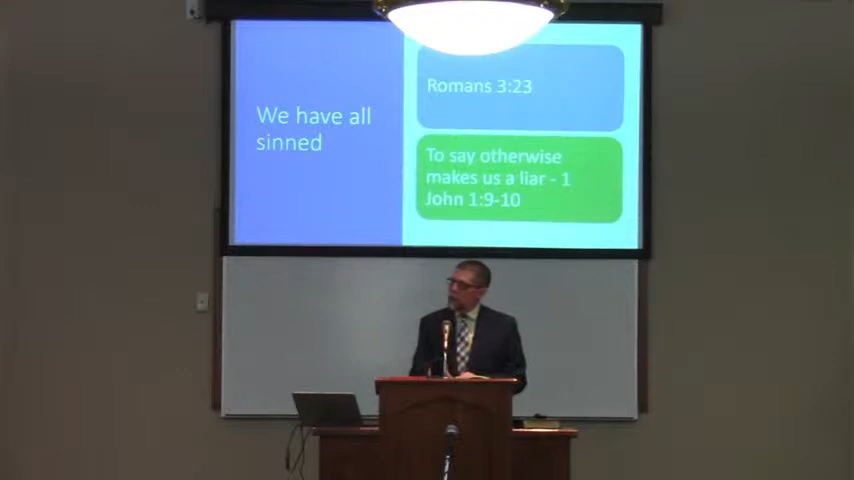 We have all
sinned
Romans 3:23
To say otherwise
makes us a liar - 1
John 1:9-10